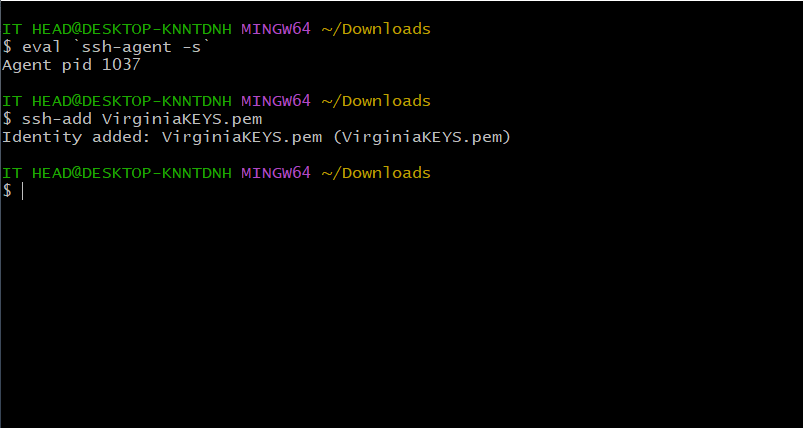 IT HEAD@DESKTOP-KNNTDNH MINGW64 ~/Downloads
$ eval `ssh-agent -s`
Agent pid 1037
IT HEAD@DESKTOP-KNNTDNH MINGW64 ~/Downloads
$ ssh-add VirginiaKEYS.pem
Identity added: VirginiaKEYS.pem (VirginiaKEYS.pem)
IT HEAD@DESKTOP-KNNTDNH MINGW64 ~/Downloads
$